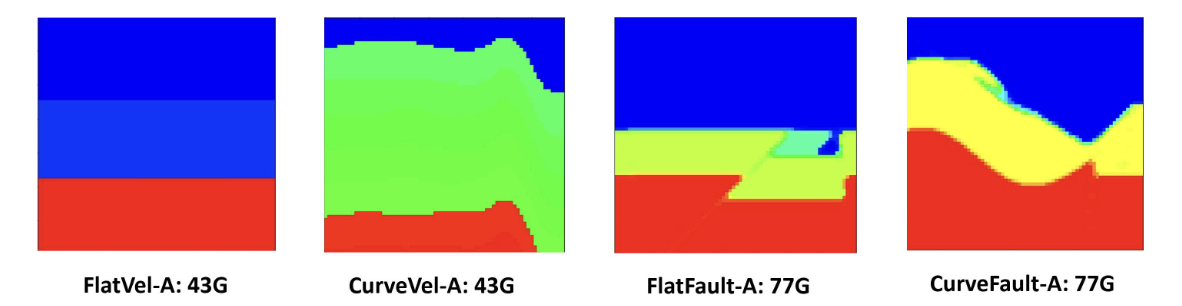 FlatVel-A: 43G
CurveVel-A: 43G
FlatFault-A: 77G
CurveFault-A: 77G